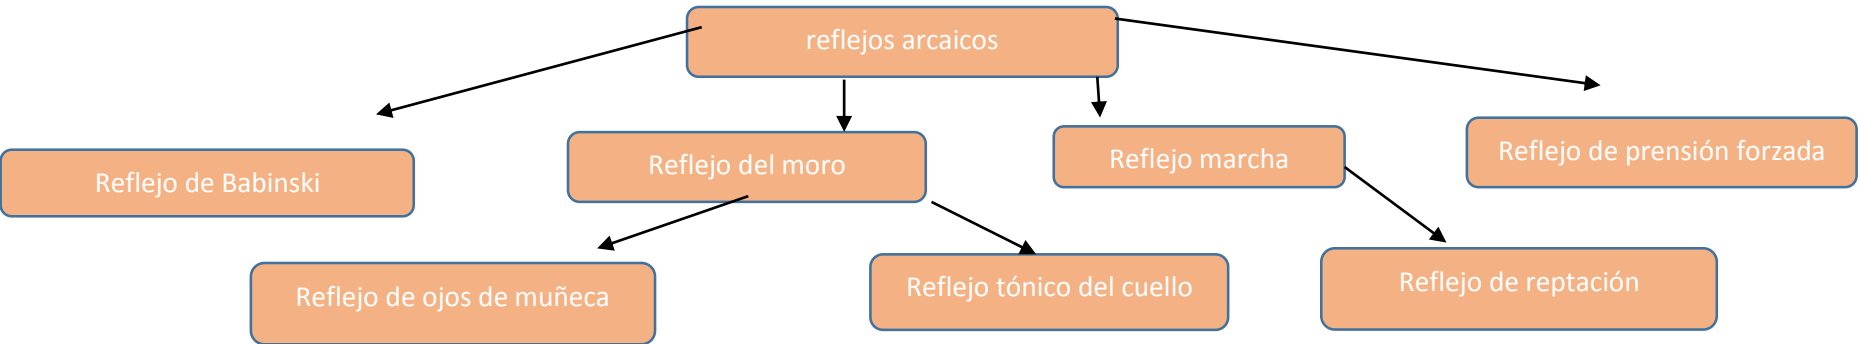 reflejos arcaicos
Reflejo de Babinski
Reflejo del moro
Reflejo marcha
Reflejo de prensión forzada
Reflejo de ojos de muñeca
Reflejo tónico del cuello
Reflejo de reptación